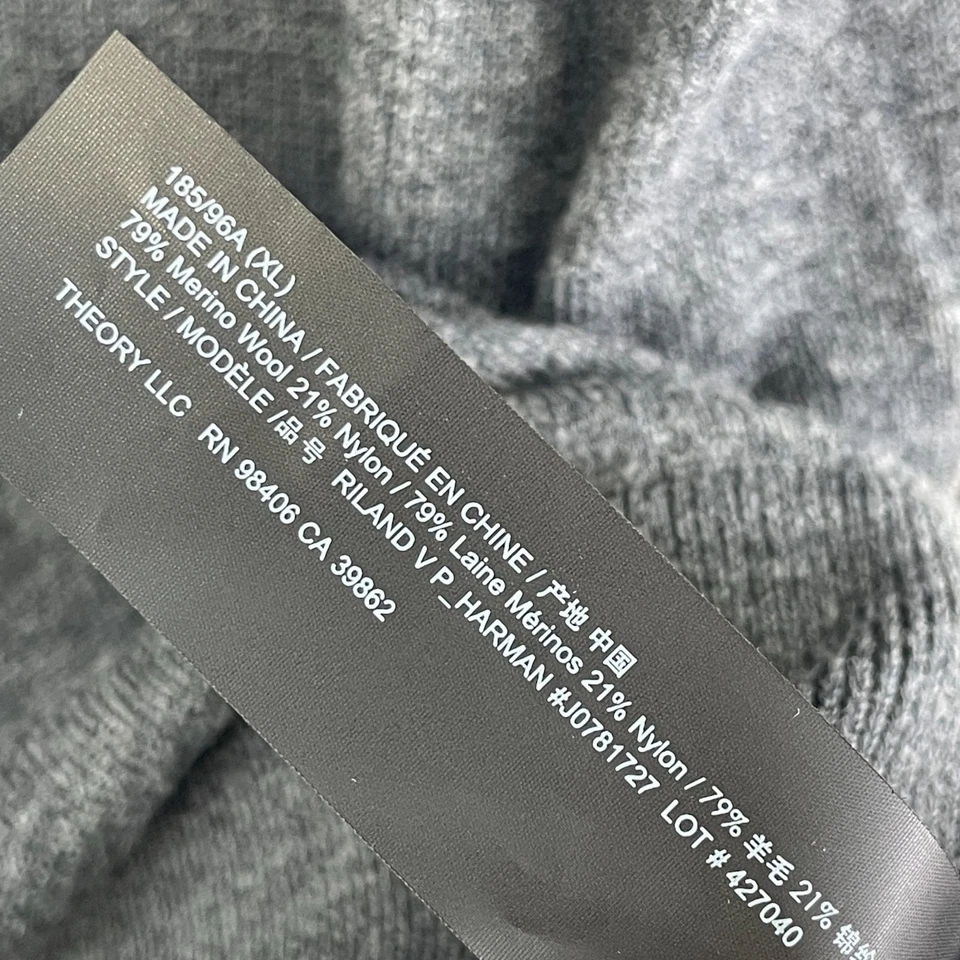 185/96A (XL)
MADE IN CHINA / FABRIQUÉ EN CHINE / 产地 中国
79% Merino Wool 21% Nylon / 79% Laine Mérinos 21% Nylon / 79% 羊毛 21% 锦纶
STYLE / MODÈLE /品号 RILAND V P_HARMAN #J0781727 LOT # 427040
THEORY LLC RN 98406 CA 39862